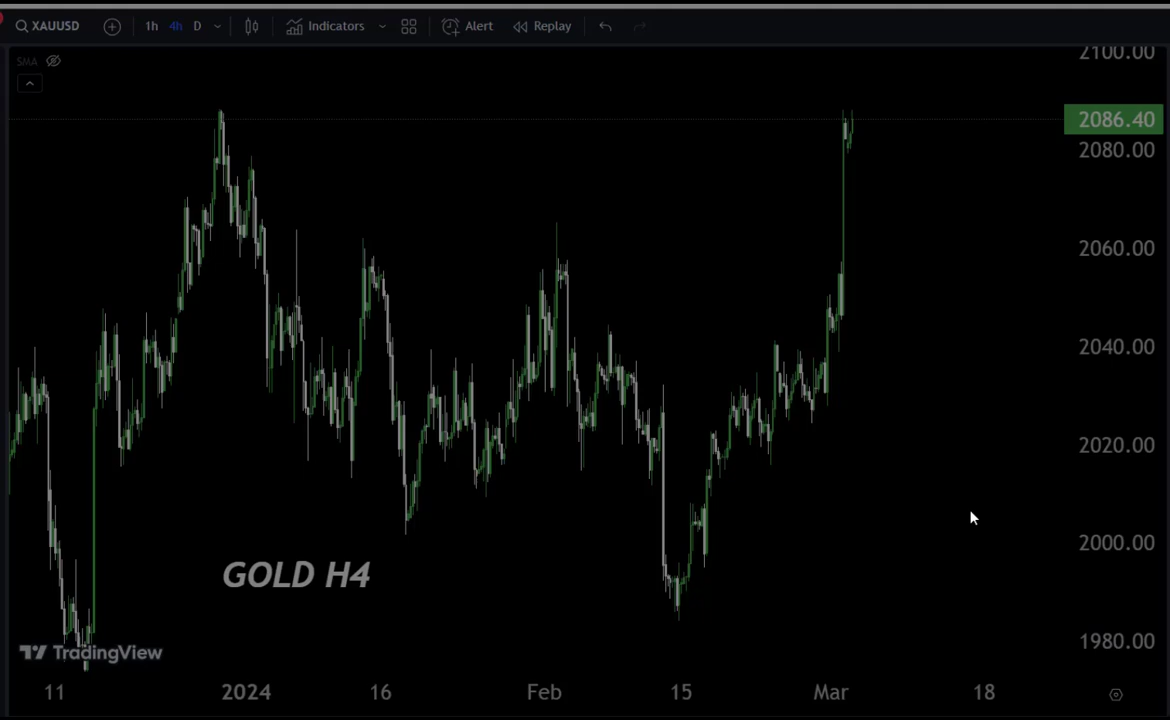 XAUUSD 1h 4h D Indicators Alert Replay
SMA
2100.00
2086.40
2080.00
2060.00
2040.00
2020.00
2000.00
GOLD H4
1980.00
TradingView
11 2024 16 Feb 15 Mar 18